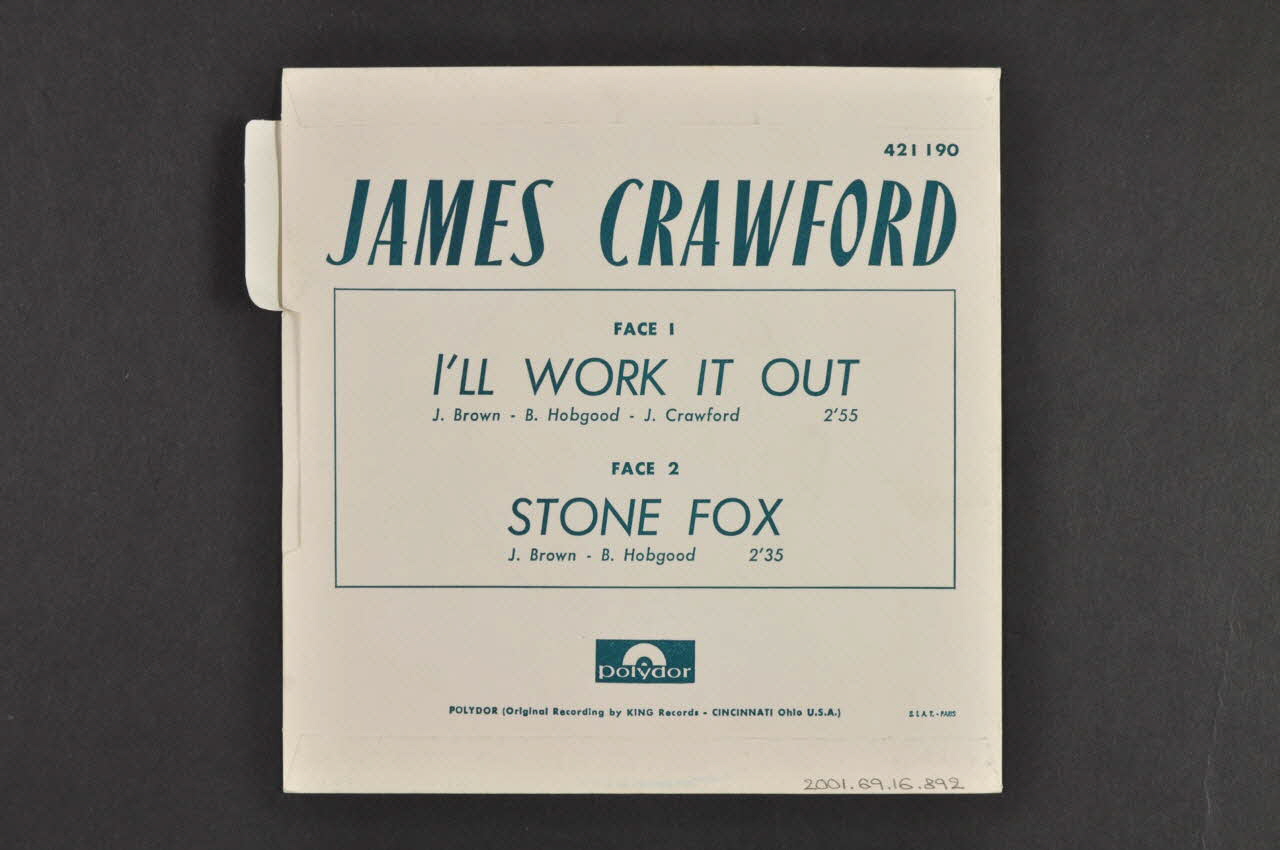 421 190
JAMES CRAWFORD
FACE 1
I'LL WORK IT OUT
J. Brown - B. Hobgood - J. Crawford 2'55
FACE 2
STONE FOX
J. Brown - B. Hobgood 2'35
polydor
POLYDOR (Original Recording by KING Records - CINCINNATI Ohio U.S.A.)
S.I.A.T. - PARIS
2001.69.16.892